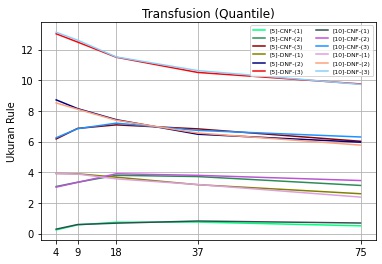 Transfusion (Quantile)
[5]-CNF-(1)
[5]-CNF-(2)
[5]-CNF-(3)
[5]-DNF-(1)
[5]-DNF-(2)
[5]-DNF-(3)
[10]-CNF-(1)
[10]-CNF-(2)
[10]-CNF-(3)
[10]-DNF-(1)
[10]-DNF-(2)
[10]-DNF-(3)
Ukuran Rule
12
10
8
6
4
2
0
4 9 18 37 75